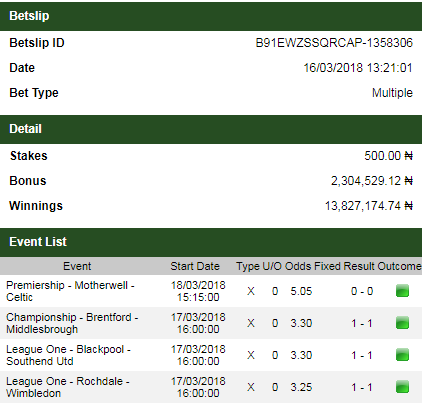 Betslip
Betslip ID B91EWZSSQRCAP-1358306
Date 16/03/2018 13:21:01
Bet Type Multiple
Detail
Stakes 500.00 ₦
Bonus 2,304,529.12 ₦
Winnings 13,827,174.74 ₦
Event List
Event Start Date Type U/O Odds Fixed Result Outcome
Premiership - Motherwell - Celtic 18/03/2018 15:15:00 X 0 5.05 0 - 0
Championship - Brentford - Middlesbrough 17/03/2018 16:00:00 X 0 3.30 1 - 1
League One - Blackpool - Southend Utd 17/03/2018 16:00:00 X 0 3.30 1 - 1
League One - Rochdale - Wimbledon 17/03/2018 16:00:00 X 0 3.25 1 - 1